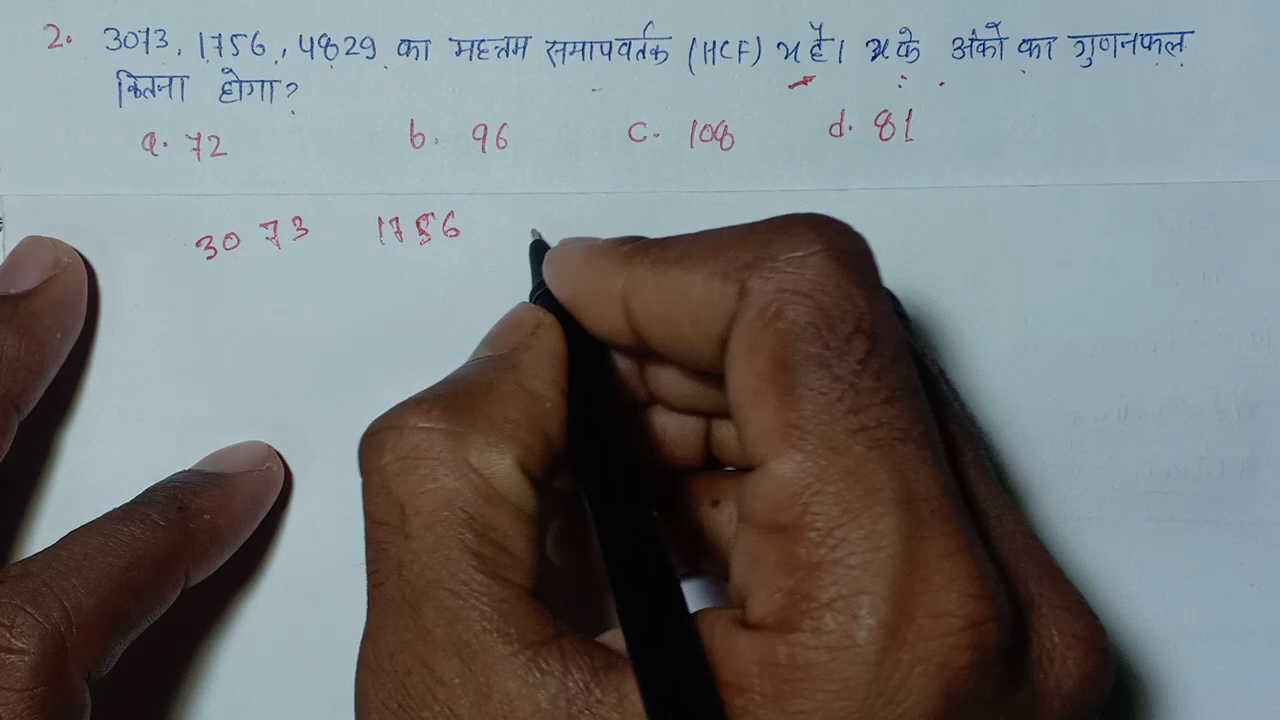 2. 3073, 1756, 4829 का महत्तम समापवर्तक (HCF) x है। x के अंको का गुणनफल
कितना होगा?
a. 72 b. 96 c. 108 d. 81
3073 1756